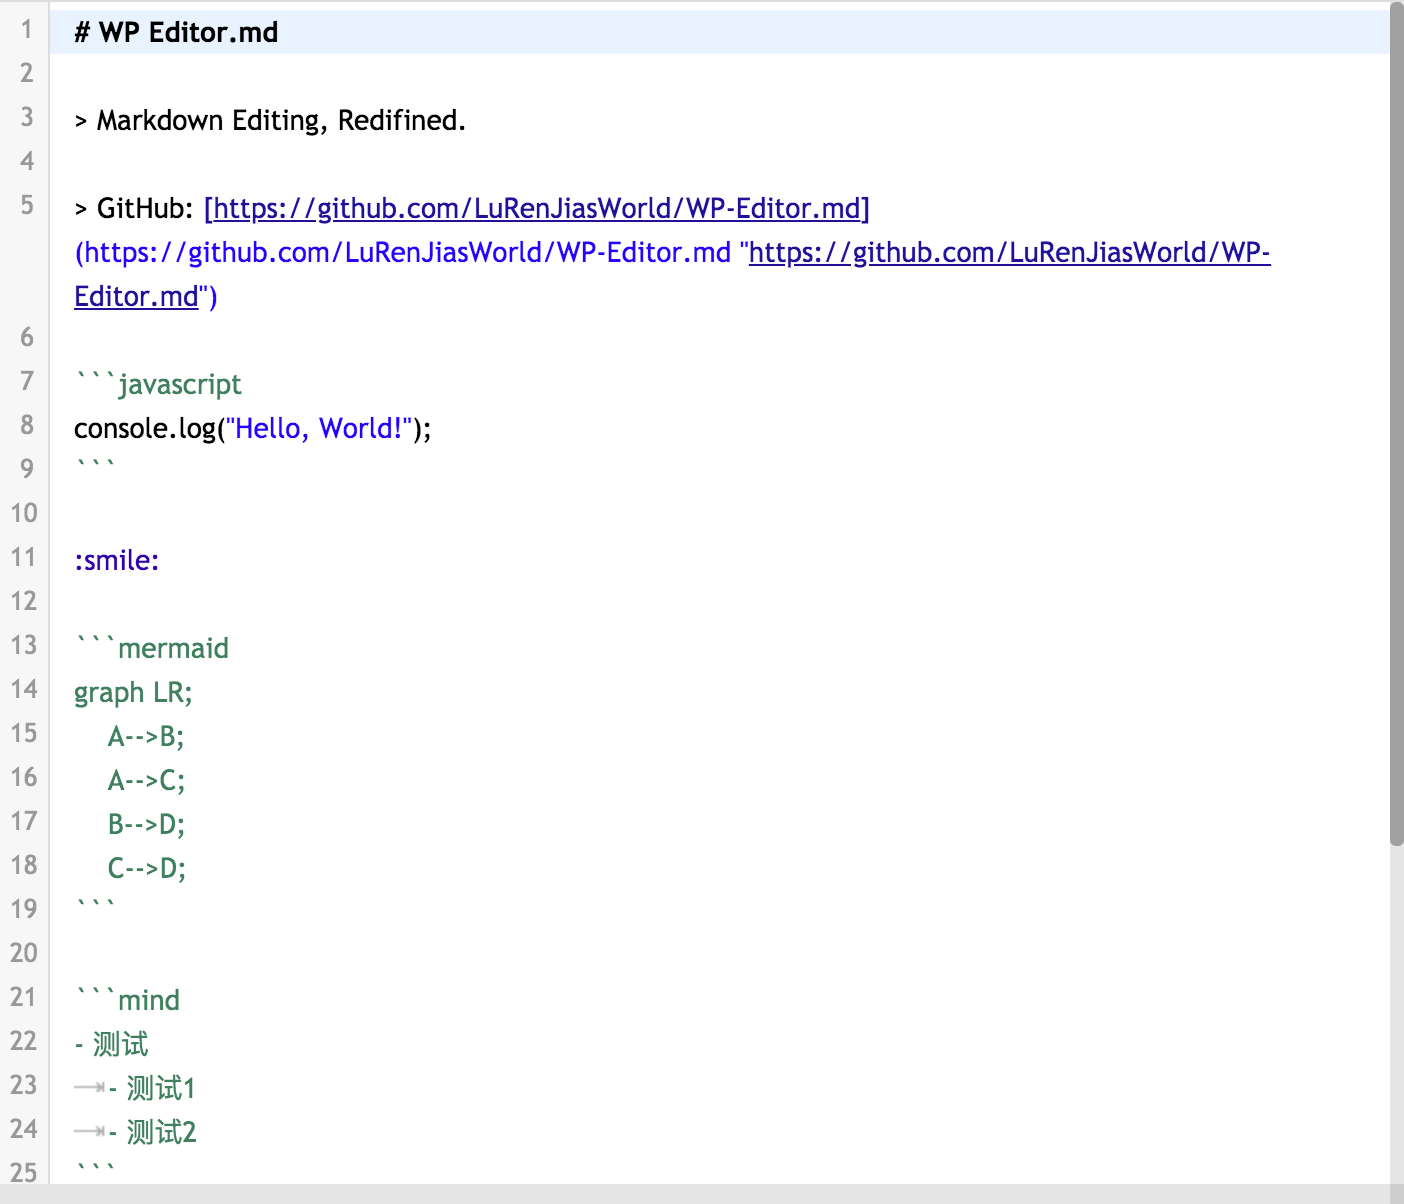 1 # WP Editor.md
2
3 > Markdown Editing, Redifined.
4
5 > GitHub: [https://github.com/LuRenJiasWorld/WP-Editor.md]
(https://github.com/LuRenJiasWorld/WP-Editor.md "https://github.com/LuRenJiasWorld/WP-
Editor.md")
6
7 ```javascript
8 console.log("Hello, World!");
9 ```
10
11 :smile:
12
13 ```mermaid
14 graph LR;
15     A-->B;
16     A-->C;
17     B-->D;
18     C-->D;
19 ```
20
21 ```mind
22 - 测试
23 	- 测试1
24 	- 测试2
25 ```